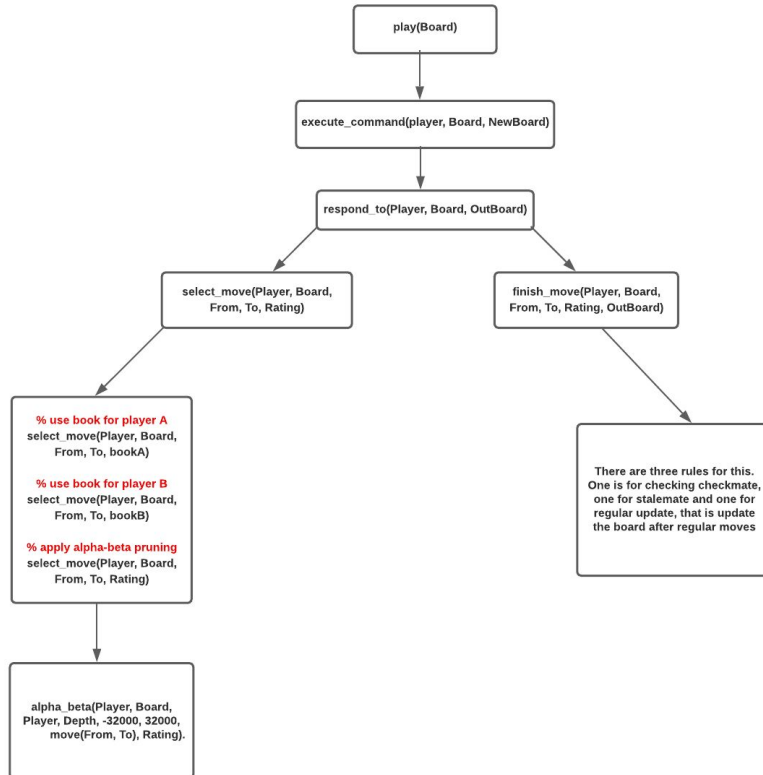 play(Board)
execute_command(player, Board, NewBoard)
respond_to(Player, Board, OutBoard)
select_move(Player, Board,
From, To, Rating)
finish_move(Player, Board,
From, To, Rating, OutBoard)
% use book for player A
select_move(Player, Board,
From, To, bookA)
% use book for player B
select_move(Player, Board,
From, To, bookB)
% apply alpha-beta pruning
select_move(Player, Board,
From, To, Rating)
There are three rules for this.
One is for checking checkmate,
one for stalemate and one for
regular update, that is update
the board after regular moves
alpha_beta(Player, Board,
Player, Depth, -32000, 32000,
move(From, To), Rating).